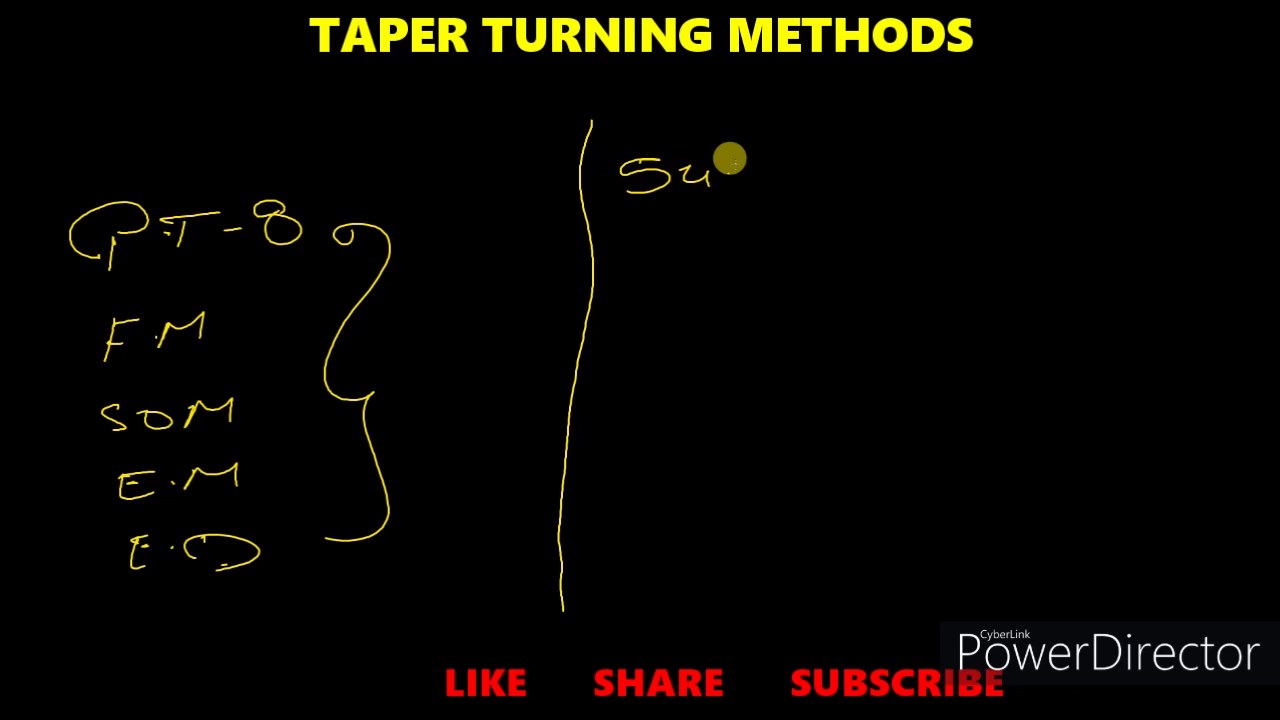 TAPER TURNING METHODS
PT-8
F.M
SOM
E.M
E.D
Su
CyberLink
PowerDirector
LIKE SHARE SUBSCRIBE